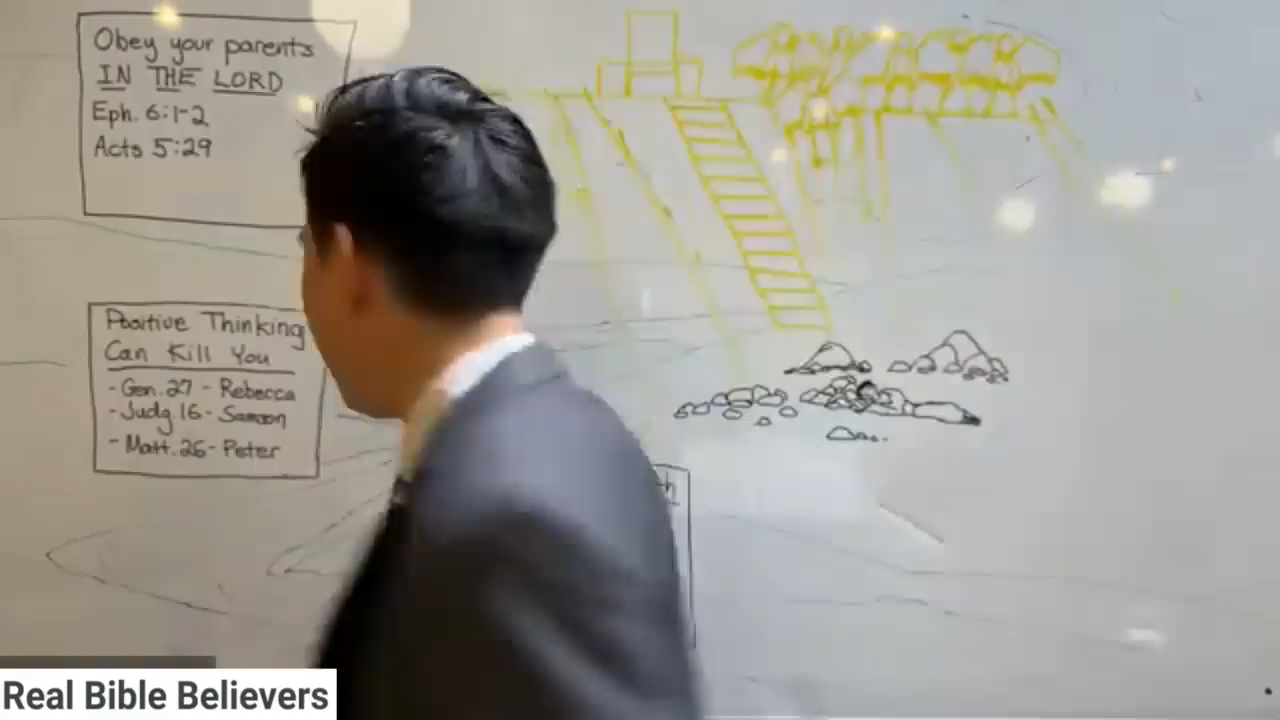 Obey your parents
IN THE LORD
Eph. 6:1-2
Acts 5:29
Positive Thinking
Can Kill You
- Gen. 27 - Rebecca
- Judg. 16 - Samson
- Matt. 26 - Peter
Real Bible Believers